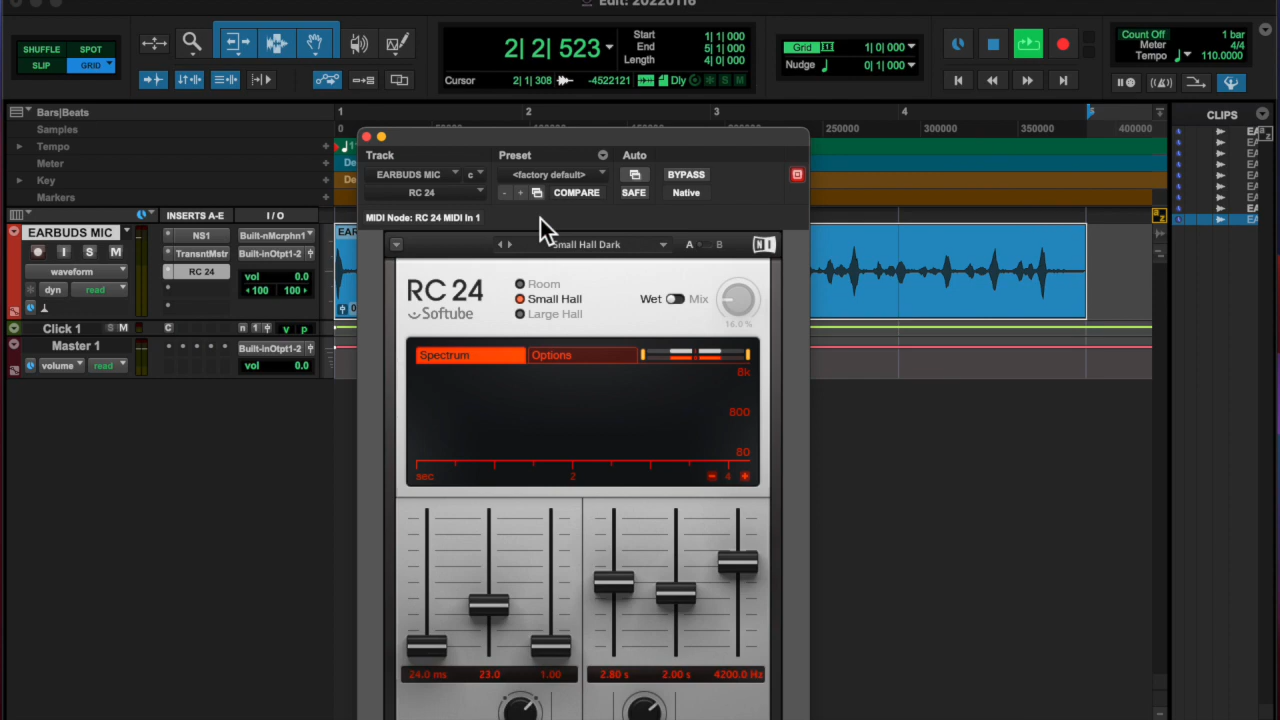 Edit: 20220116
SHUFFLE SPOT
SLIP GRID
2| 2| 523
Start 1| 1| 000
End 5| 1| 000
Length 4| 0| 000
Cursor 2| 1| 308 -4522121 Dly S M
Grid 1| 0| 000
Nudge 0| 1| 000
Count Off 1 bar
Meter 4/4
Tempo 110.0000
Bars|Beats 1 2 3 4 5
Samples 0 250000 300000 350000 400000
Tempo
Meter
Key
Markers
CLIPS
INSERTS A-E I / O
EARBUDS MIC
I S M
waveform
dyn read
NS1
TransntMstr
RC 24
Built-nMcrphn1
Built-inOtpt1-2
vol 0.0
100 100
Click 1 S M C n 1 v p
Master 1 Built-inOtpt1-2
volume read vol 0.0
Track Preset Auto
EARBUDS MIC c <factory default> BYPASS
RC 24 - + COMPARE SAFE Native
MIDI Node: RC 24 MIDI In 1
Small Hall Dark A B
RC 24
Softube
Room
Small Hall
Large Hall
Wet Mix
16.0 %
Spectrum Options
8k
800
80
sec 2 4
24.0 ms 23.0 1.00 2.80 s 2.00 s 4200.0 Hz